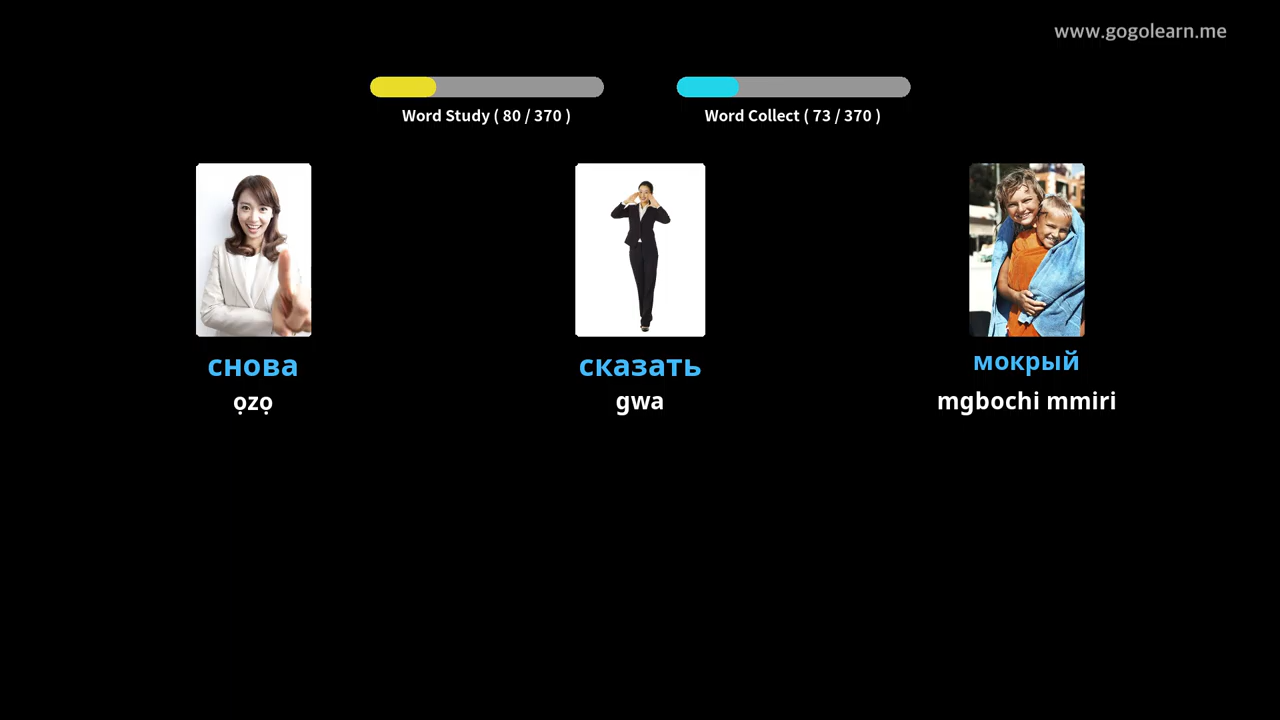 www.gogolearn.me
Word Study ( 80 / 370 )
Word Collect ( 73 / 370 )
снова
сказать
мокрый
ọzọ
gwa
mgbochi mmiri